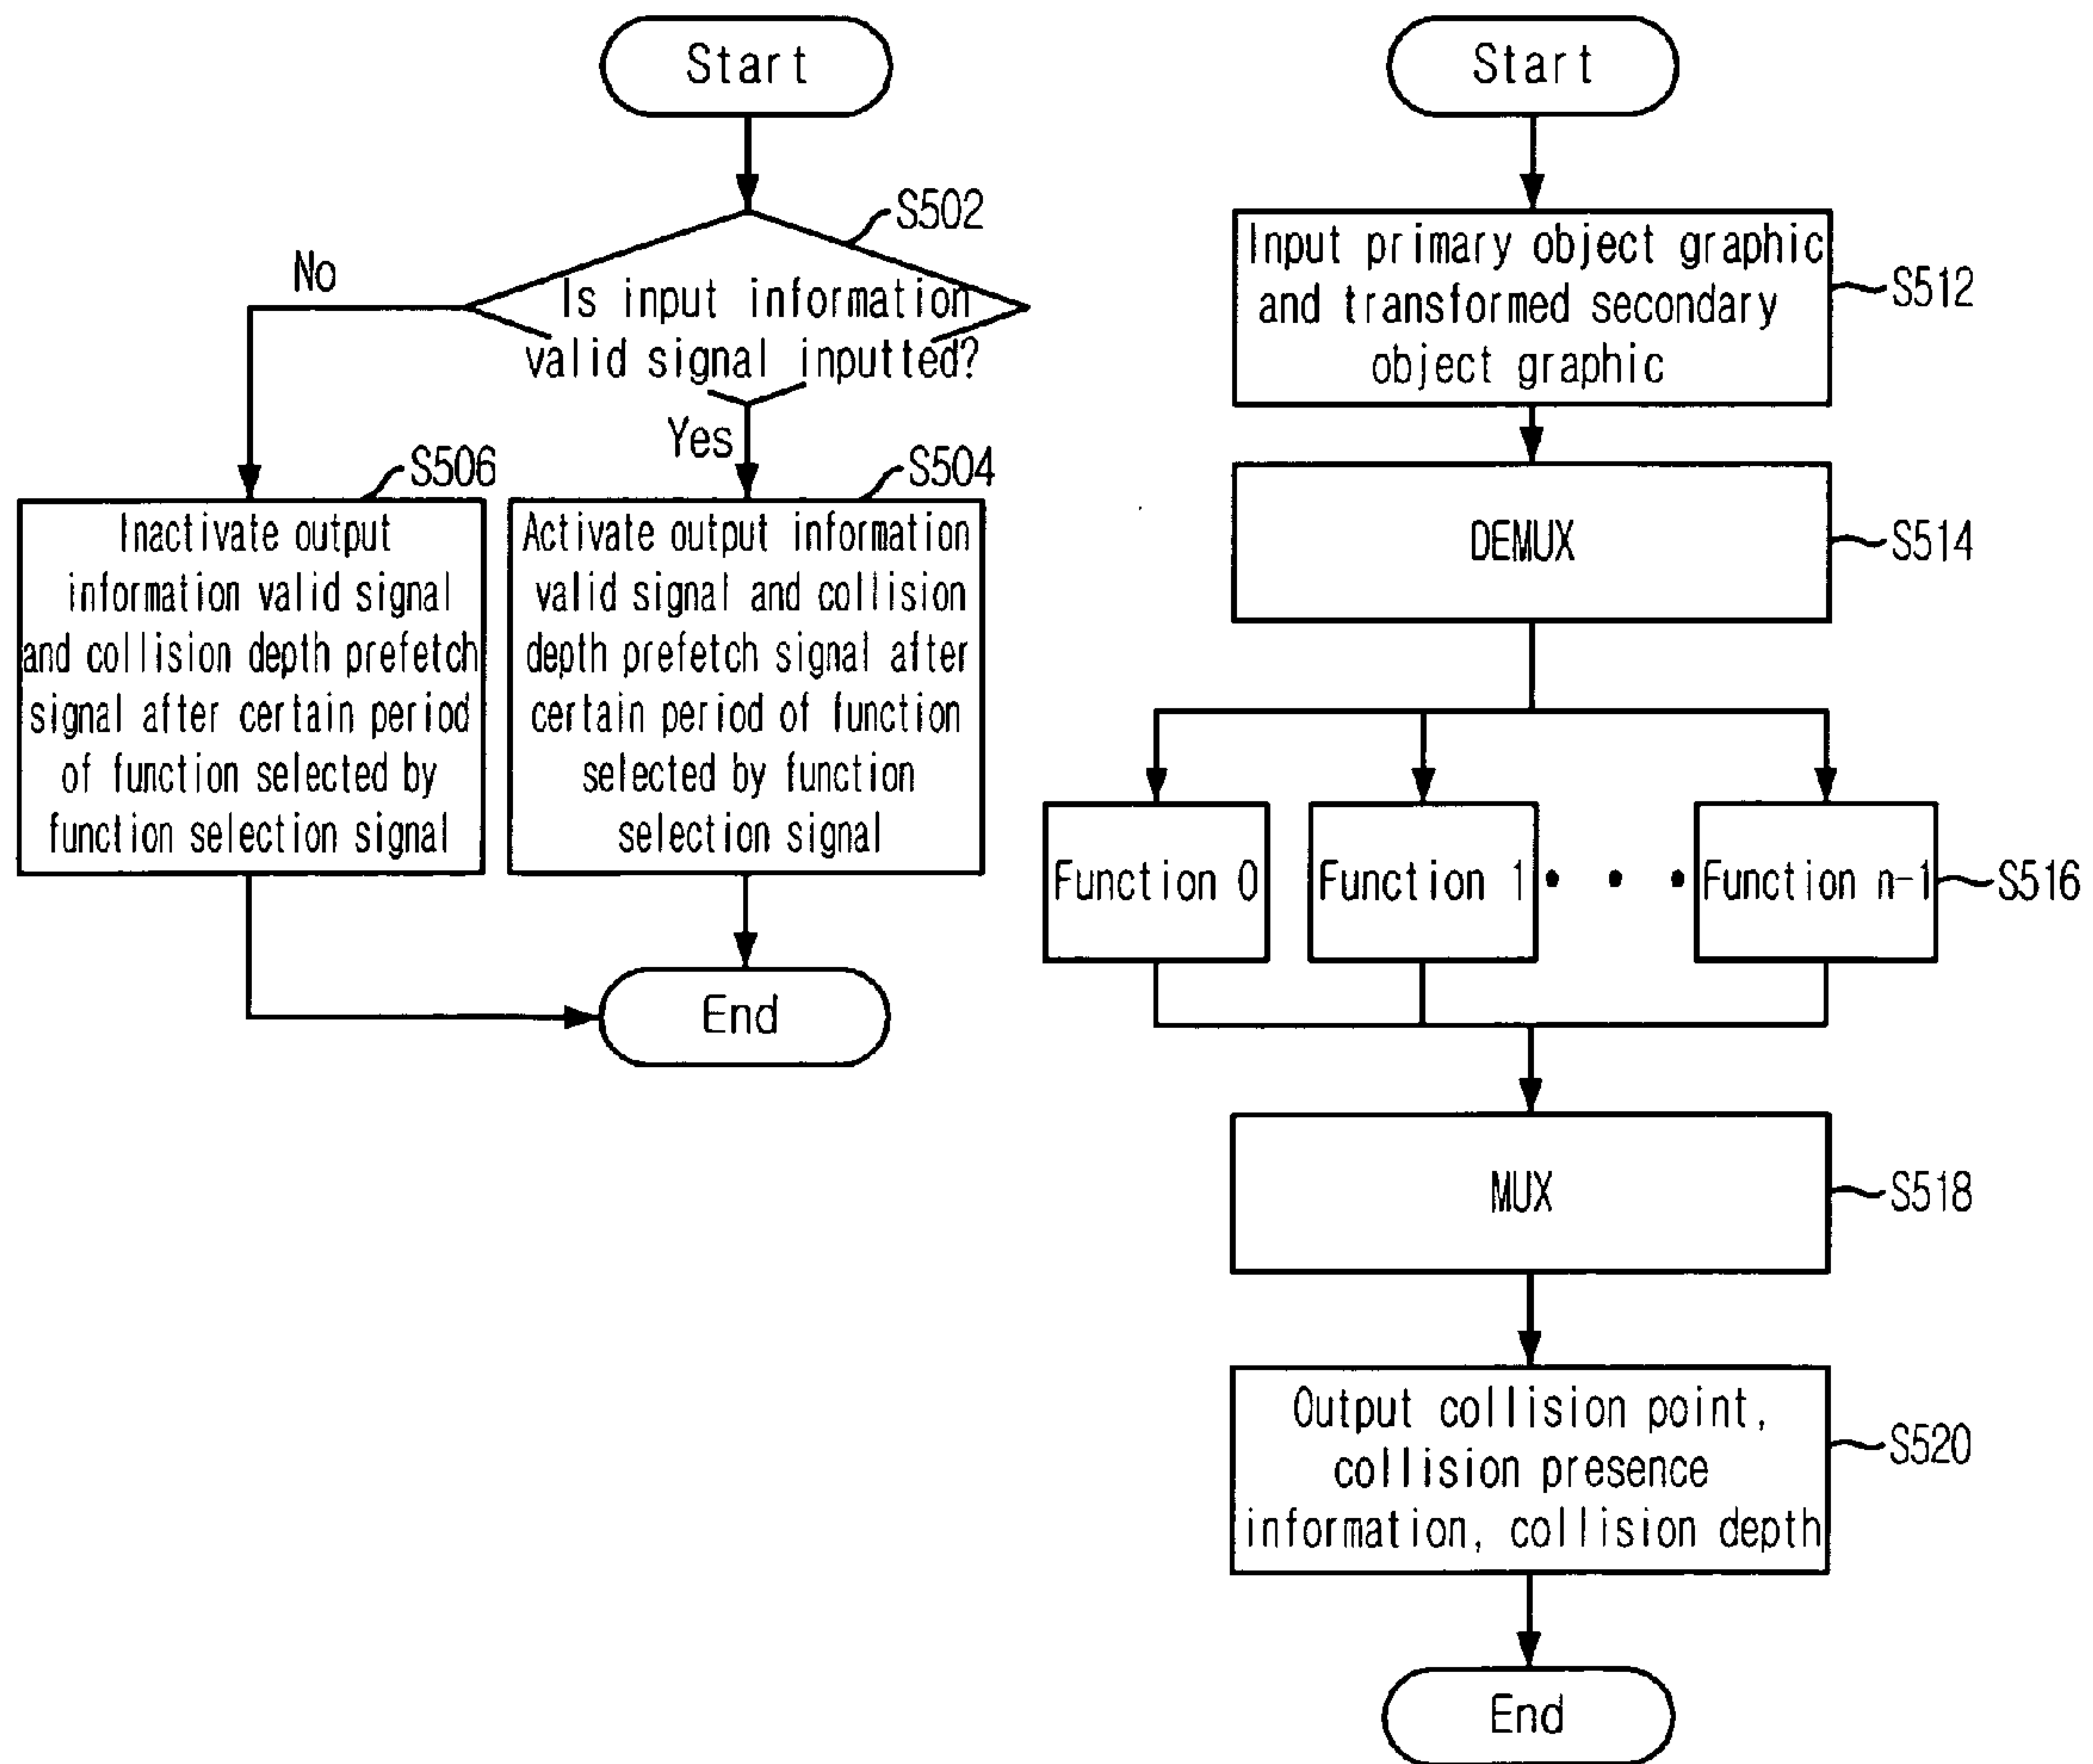 Start
S502
No
Is input information
valid signal inputted?
Yes
S506
S504
Inactivate output
information valid signal
and collision depth prefetch
signal after certain period
of function selected by
function selection signal
Activate output information
valid signal and collision
depth prefetch signal after
certain period of function
selected by function
selection signal
End
Start
Input primary object graphic
and transformed secondary
object graphic
S512
DEMUX
S514
Function 0
Function 1
• • •
Function n-1
S516
MUX
S518
Output collision point,
collision presence
information, collision depth
S520
End